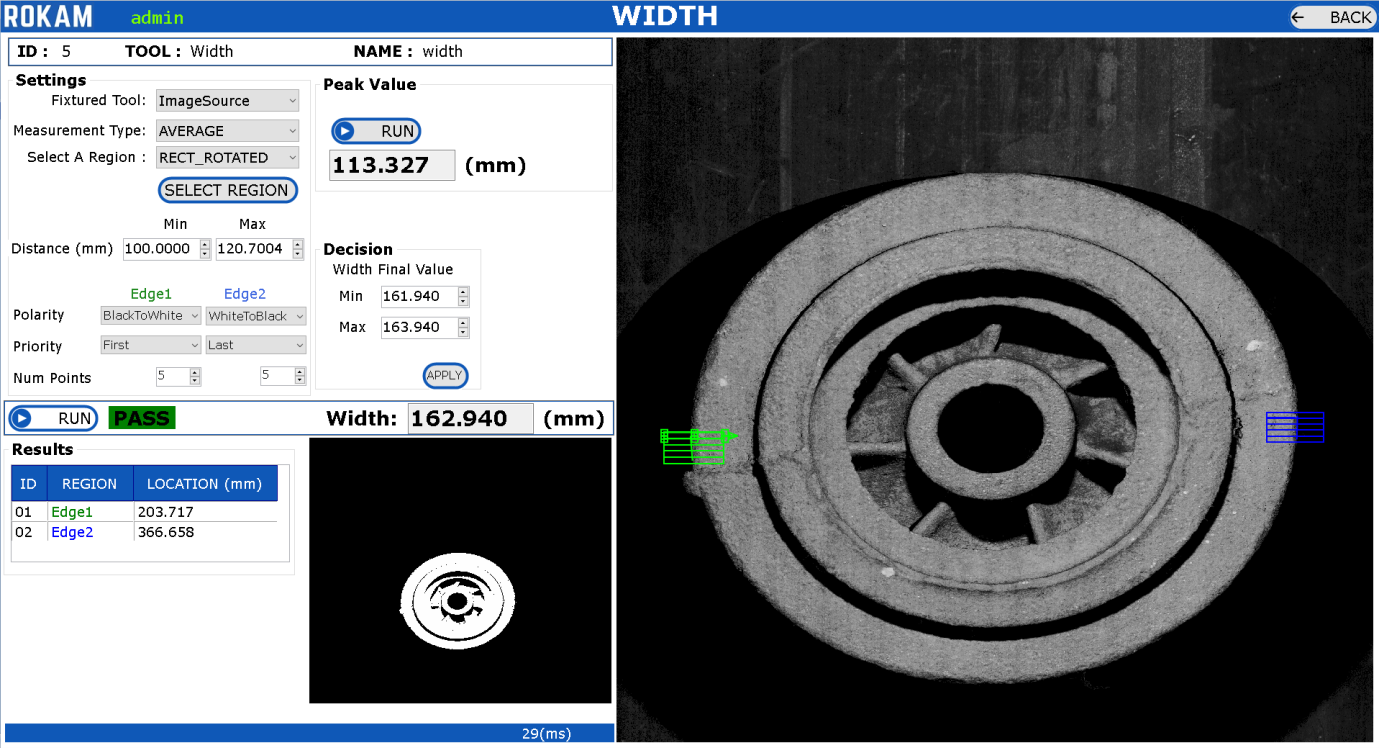 ROKAM admin WIDTH ← BACK
ID : 5 TOOL : Width NAME : width
Settings
Fixtured Tool: ImageSource
Measurement Type: AVERAGE
Select A Region : RECT_ROTATED
SELECT REGION
Min Max
Distance (mm) 100.0000 120.7004
Edge1 Edge2
Polarity BlackToWhite WhiteToBlack
Priority First Last
Num Points 5 5
Peak Value
RUN
113.327 (mm)
Decision
Width Final Value
Min 161.940
Max 163.940
APPLY
RUN PASS Width: 162.940 (mm)
Results
ID REGION LOCATION (mm)
01 Edge1 203.717
02 Edge2 366.658
29(ms)